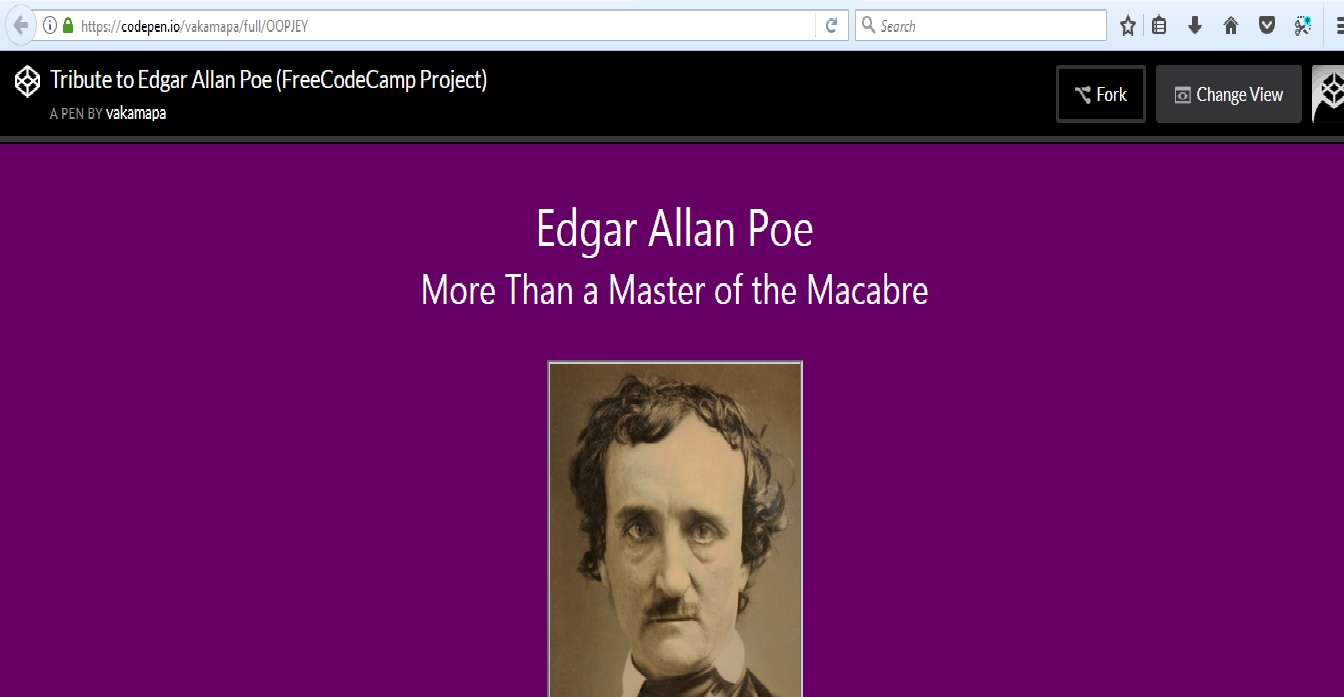 https://codepen.io/vakamapa/full/OOPJEY
Search
Tribute to Edgar Allan Poe (FreeCodeCamp Project)
A PEN BY vakamapa
Fork
Change View
Edgar Allan Poe
More Than a Master of the Macabre